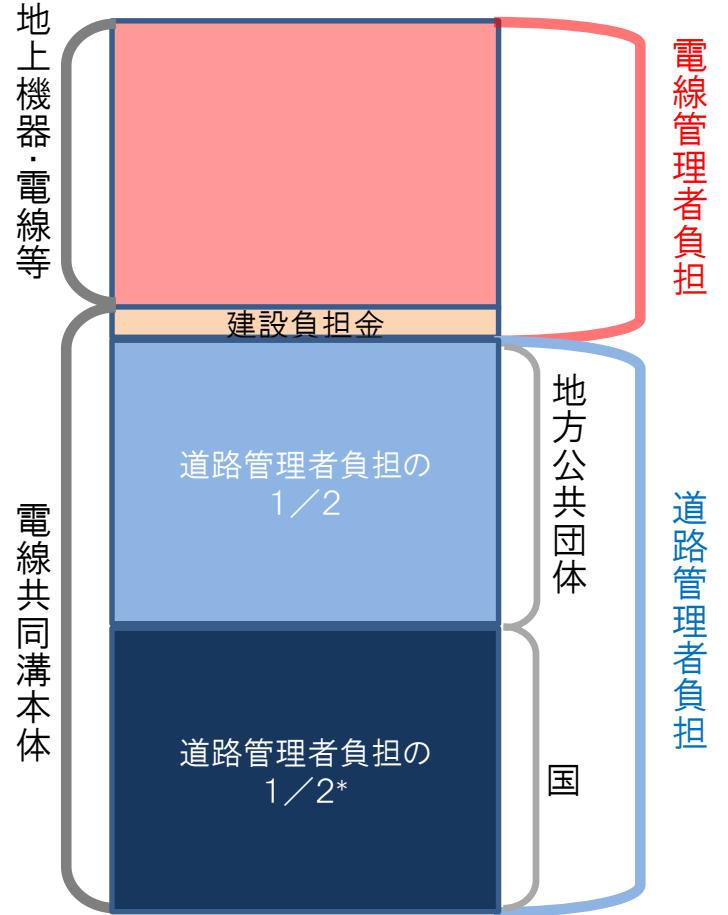 地上機器・電線等
電線管理者負担
建設負担金
道路管理者負担の
1／2
地方公共団体
電線共同溝本体
道路管理者負担
道路管理者負担の
1／2*
国